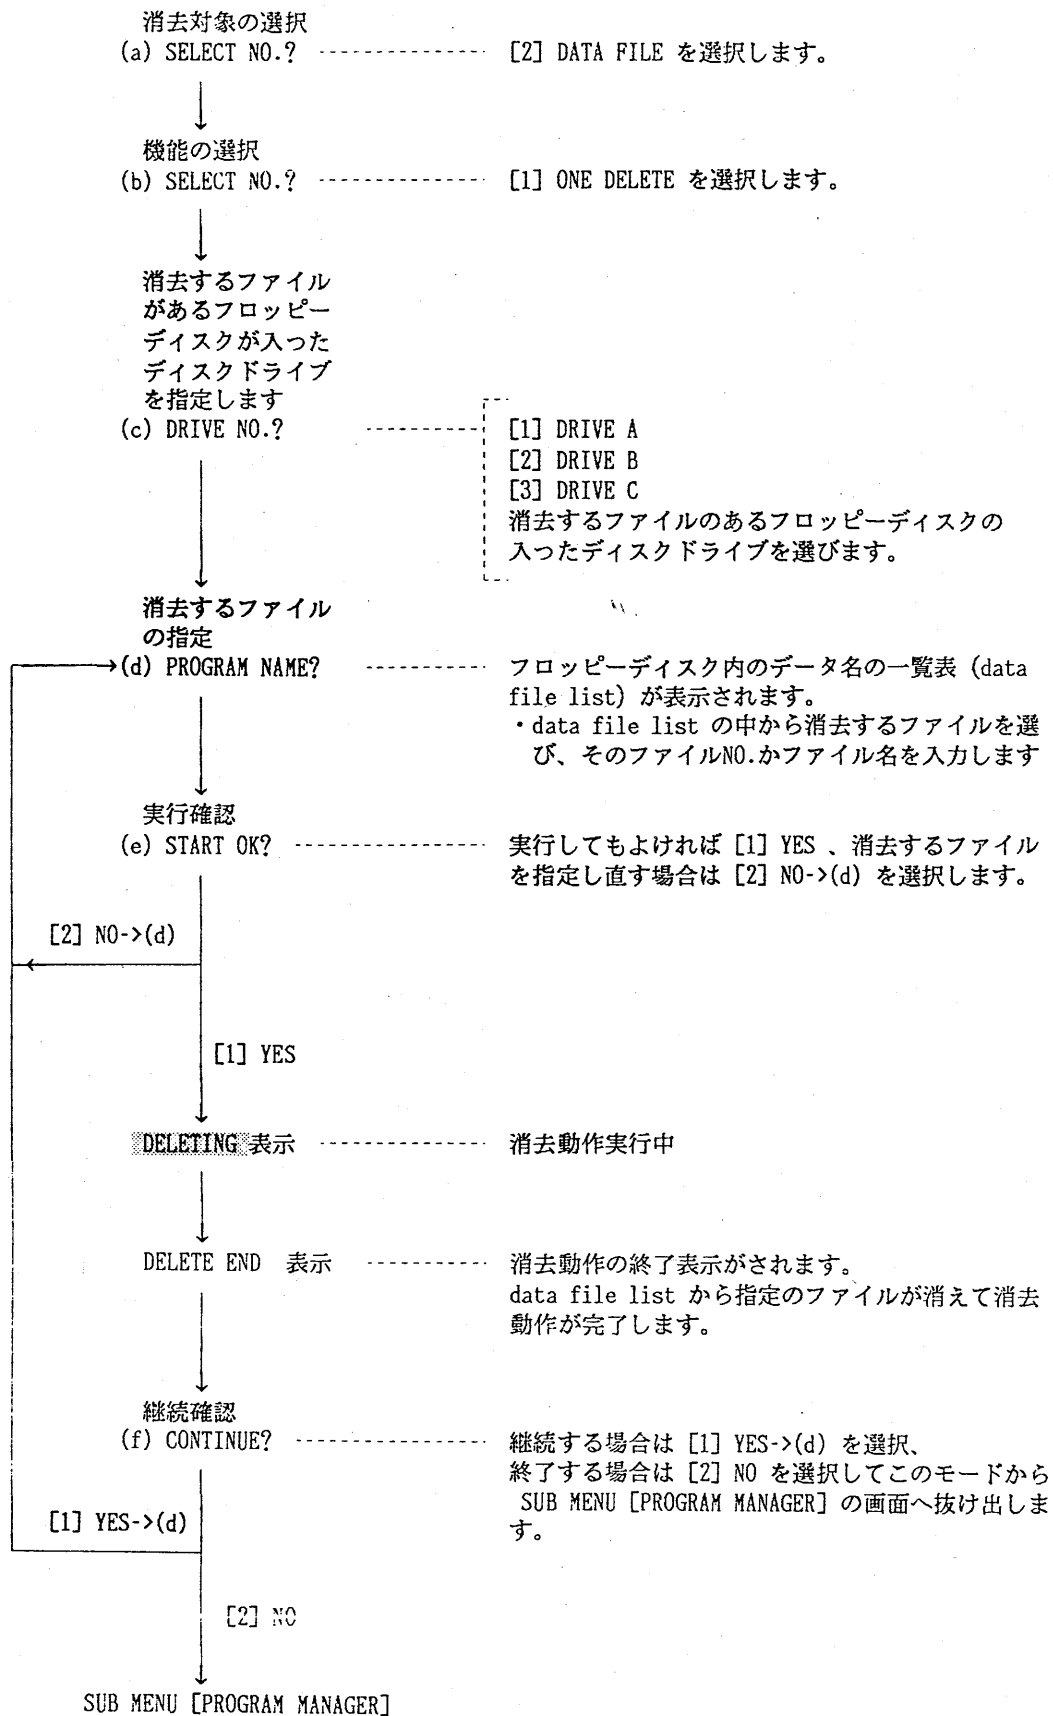 消去対象の選択
(a) SELECT NO.? [2] DATA FILE を選択します。
機能の選択
(b) SELECT NO.? [1] ONE DELETE を選択します。
消去するファイル
があるフロッピー
ディスクが入った
ディスクドライブ
を指定します
(c) DRIVE NO.? [1] DRIVE A
[2] DRIVE B
[3] DRIVE C
消去するファイルのあるフロッピーディスクの
入ったディスクドライブを選びます。
消去するファイル
の指定
(d) PROGRAM NAME? フロッピーディスク内のデータ名の一覧表 (data
file list) が表示されます。
・data file list の中から消去するファイルを選
び、そのファイルNO.かファイル名を入力します
実行確認
(e) START OK? 実行してもよければ [1] YES 、消去するファイル
を指定し直す場合は [2] NO->(d) を選択します。
[2] NO->(d)
[1] YES
DELETING 表示 消去動作実行中
DELETE END 表示 消去動作の終了表示がされます。
data file list から指定のファイルが消えて消去
動作が完了します。
継続確認
(f) CONTINUE? 継続する場合は [1] YES->(d) を選択、
終了する場合は [2] NO を選択してこのモードから
SUB MENU [PROGRAM MANAGER] の画面へ抜け出しま
す。
[1] YES->(d)
[2] NO
SUB MENU [PROGRAM MANAGER]